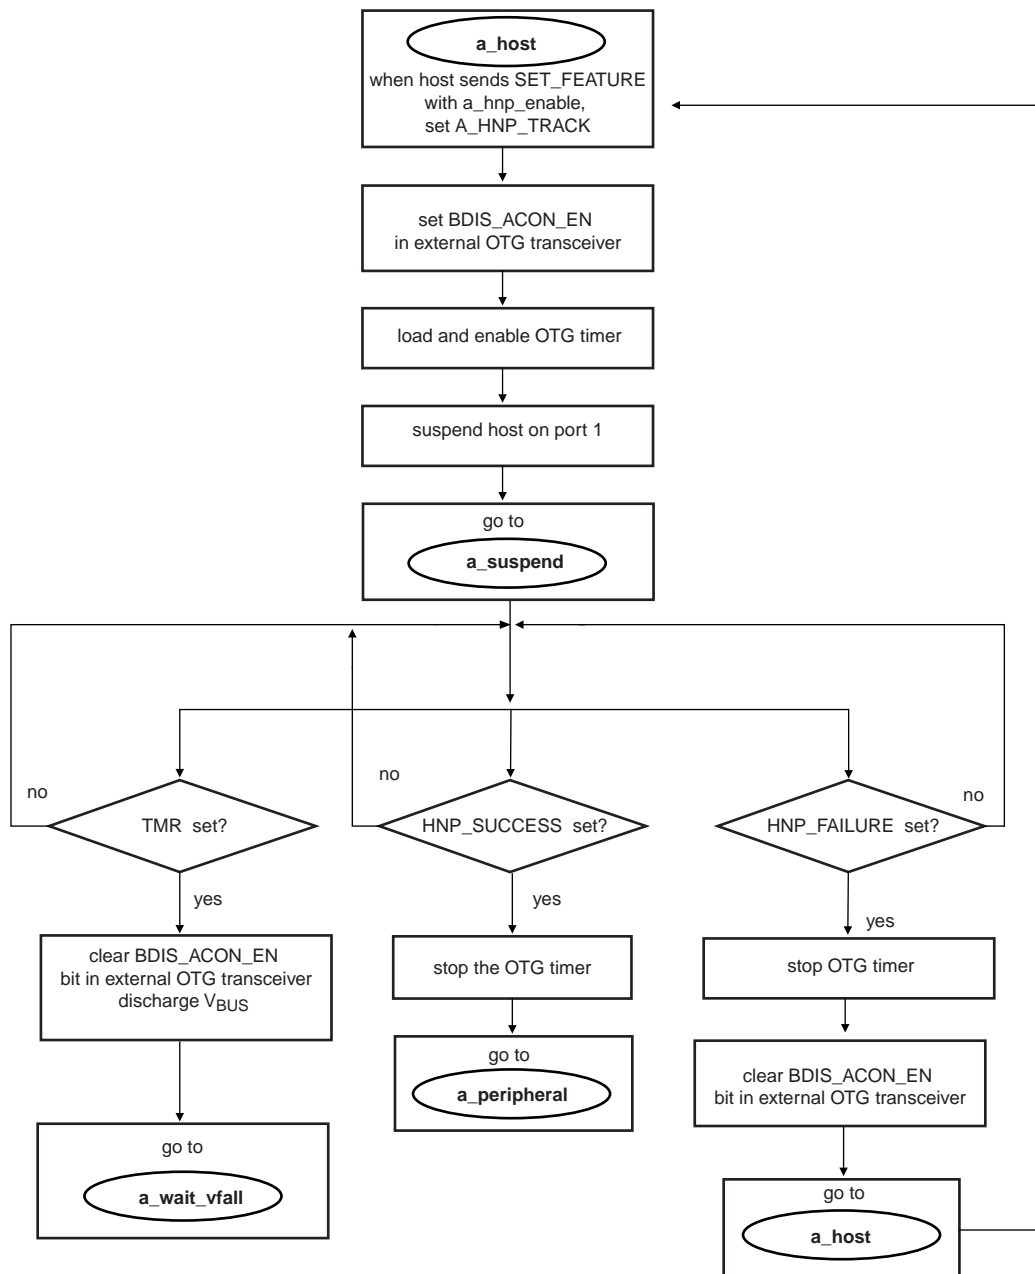 a_host
when host sends SET_FEATURE
with a_hnp_enable,
set A_HNP_TRACK
set BDIS_ACON_EN
in external OTG transceiver
load and enable OTG timer
suspend host on port 1
go to
a_suspend
no
no
no
TMR set?
HNP_SUCCESS set?
HNP_FAILURE set?
yes
yes
yes
clear BDIS_ACON_EN
bit in external OTG transceiver
discharge VBUS
stop the OTG timer
stop OTG timer
go to
a_peripheral
clear BDIS_ACON_EN
bit in external OTG transceiver
go to
a_wait_vfall
go to
a_host